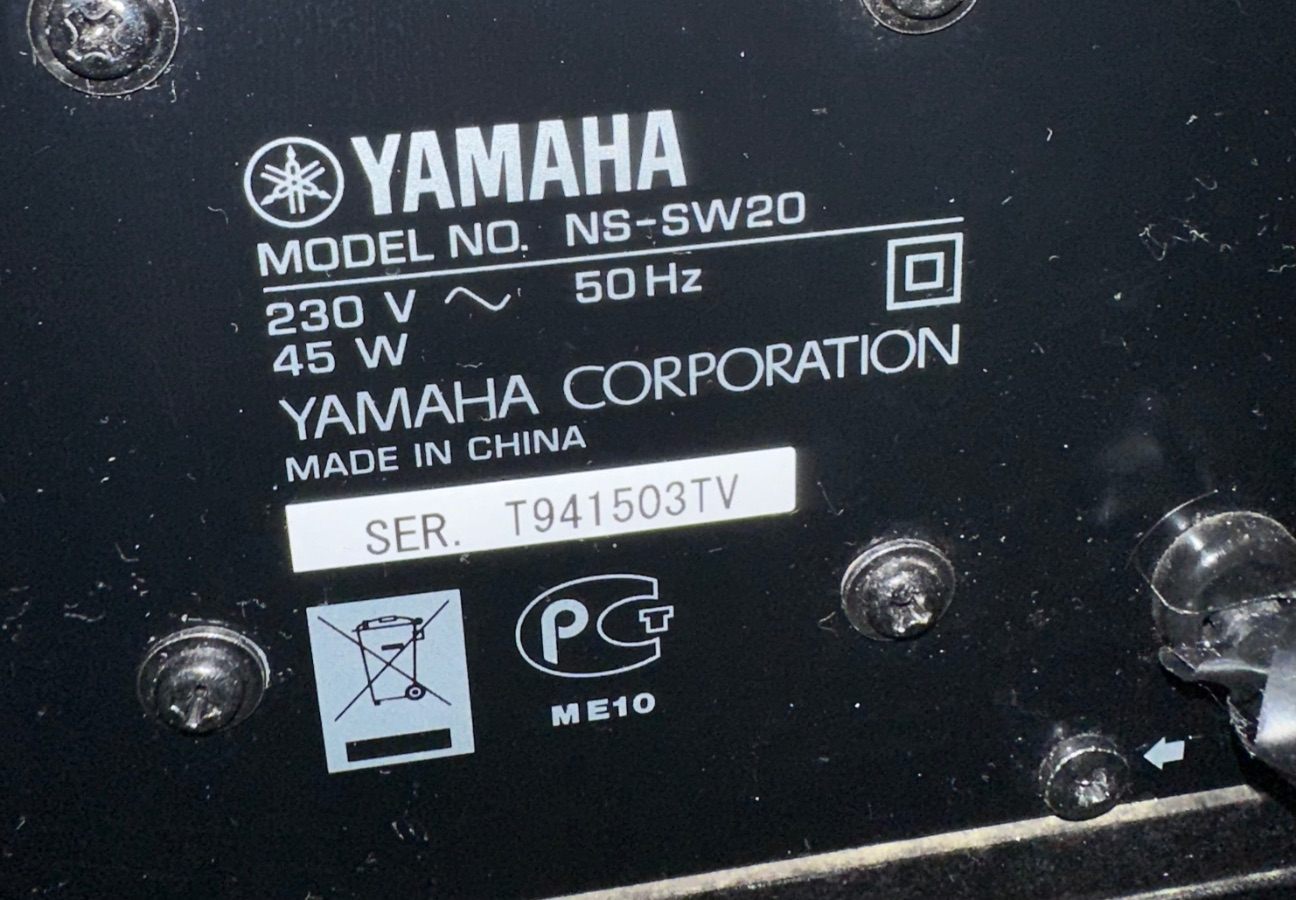 YAMAHA
MODEL NO. NS-SW20
230 V ~ 50 Hz
45 W
YAMAHA CORPORATION
MADE IN CHINA
SER. T941503TV
PCT
ME10